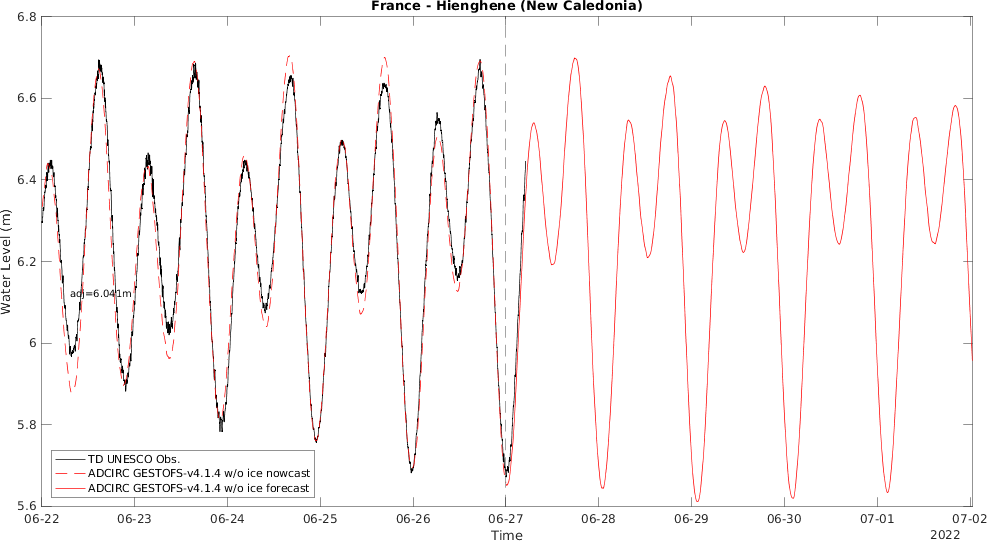 France - Hienghene (New Caledonia)
6.8
6.6
6.4
6.2
6
5.8
5.6
Water Level (m)
adj=6.041m
TD UNESCO Obs.
ADCIRC GESTOFS-v4.1.4 w/o ice nowcast
ADCIRC GESTOFS-v4.1.4 w/o ice forecast
06-22 06-23 06-24 06-25 06-26 06-27 06-28 06-29 06-30 07-01 07-02
Time
2022